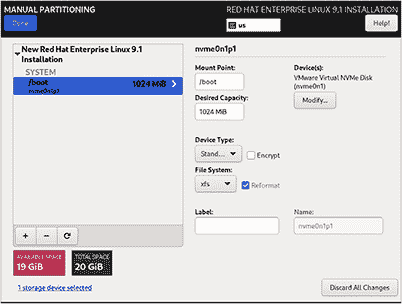 MANUAL PARTITIONING
RED HAT ENTERPRISE LINUX 9.1 INSTALLATION
Done
us
Help!
New Red Hat Enterprise Linux 9.1
Installation
SYSTEM
/boot
1024 MiB
nvme0n1p1
nvme0n1p1
Mount Point:
/boot
Device(s):
VMware Virtual NVMe Disk
(nvme0n1)
Desired Capacity:
1024 MiB
Modify...
Device Type:
Stand...
Encrypt
File System:
xfs
Reformat
Label:
Name:
nvme0n1p1
+ − C
AVAILABLE SPACE
19 GiB
TOTAL SPACE
20 GiB
1 storage device selected
Discard All Changes